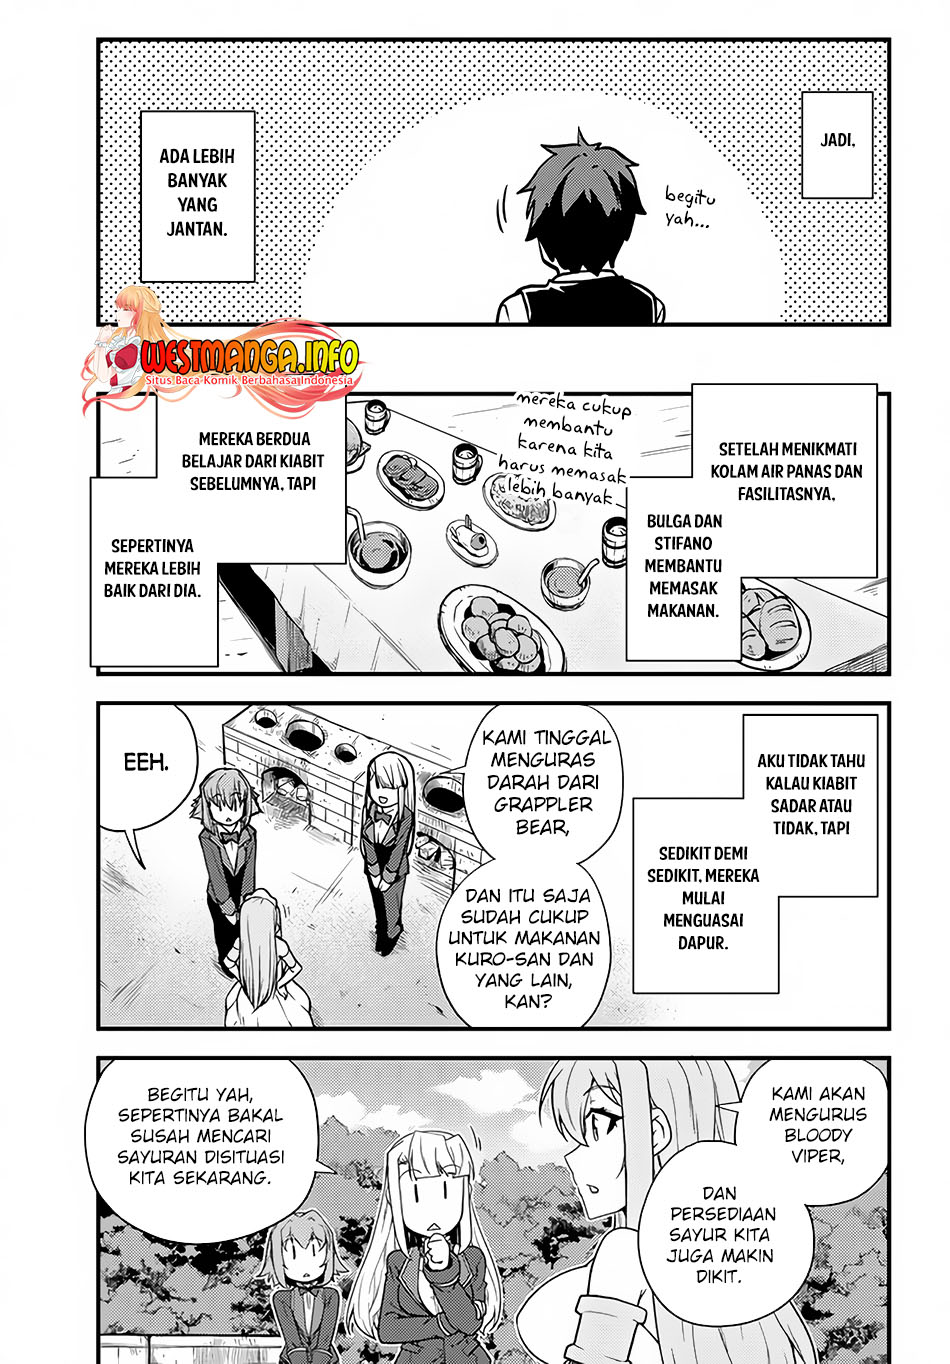 JADI,
begitu
yah...
ADA LEBIH
BANYAK
YANG
JANTAN.
WESTMANGA.INFO
Situs Baca Komik Berbahasa Indonesia
SETELAH MENIKMATI
KOLAM AIR PANAS DAN
FASILITASNYA,
BULGA DAN
STIFANO
MEMBANTU
MEMASAK
MAKANAN.
mereka cukup
membantu
karena kita
harus memasak
lebih banyak
MEREKA BERDUA
BELAJAR DARI KIABIT
SEBELUMNYA, TAPI
SEPERTINYA
MEREKA LEBIH
BAIK DARI DIA.
AKU TIDAK TAHU
KALAU KIABIT
SADAR ATAU
TIDAK, TAPI
SEDIKIT DEMI
SEDIKIT, MEREKA
MULAI
MENGUASAI
DAPUR.
KAMI TINGGAL
MENGURAS
DARAH DARI
GRAPPLER
BEAR,
DAN ITU SAJA
SUDAH CUKUP
UNTUK MAKANAN
KURO-SAN DAN
YANG LAIN,
KAN?
EEH.
KAMI AKAN
MENGURUS
BLOODY
VIPER,
DAN
PERSEDIAAN
SAYUR KITA
JUGA MAKIN
DIKIT.
BEGITU YAH,
SEPERTINYA BAKAL
SUSAH MENCARI
SAYURAN DISITUASI
KITA SEKARANG.